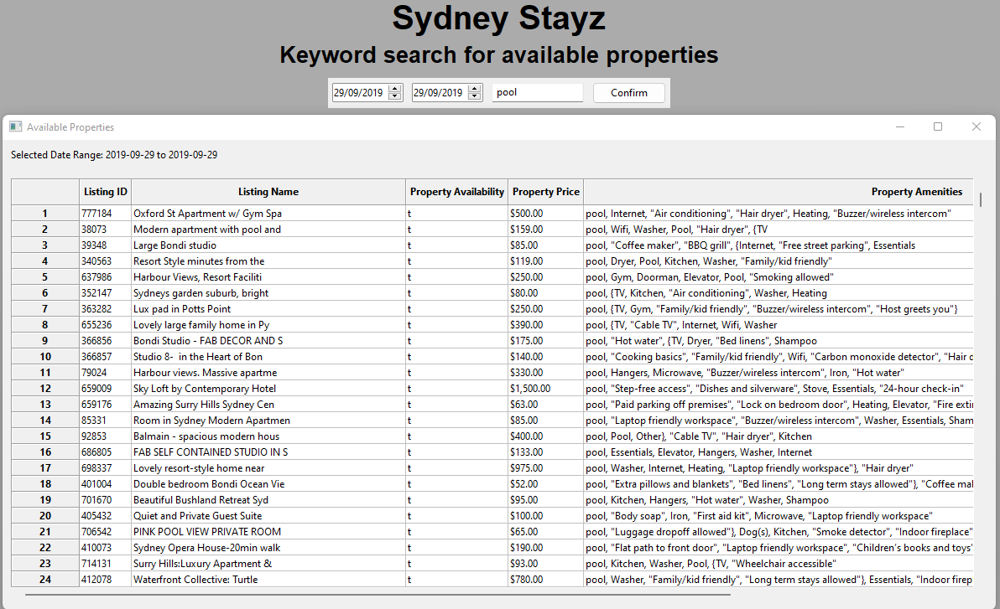 Sydney Stayz
Keyword search for available properties
29/09/2019 29/09/2019 pool Confirm
Available Properties
Selected Date Range: 2019-09-29 to 2019-09-29
Listing ID Listing Name Property Availability Property Price Property Amenities
1 777184 Oxford St Apartment w/ Gym Spa t $500.00 pool, Internet, "Air conditioning", "Hair dryer", Heating, "Buzzer/wireless intercom"
2 38073 Modern apartment with pool and t $159.00 pool, Wifi, Washer, Pool, "Hair dryer", {TV
3 39348 Large Bondi studio t $85.00 pool, "Coffee maker", "BBQ grill", {Internet, "Free street parking", Essentials
4 340563 Resort Style minutes from the t $119.00 pool, Dryer, Pool, Kitchen, Washer, "Family/kid friendly"
5 637986 Harbour Views, Resort Faciliti t $250.00 pool, Gym, Doorman, Elevator, Pool, "Smoking allowed"
6 352147 Sydneys garden suburb, bright t $80.00 pool, {TV, Kitchen, "Air conditioning", Washer, Heating
7 363282 Lux pad in Potts Point t $250.00 pool, {TV, Gym, "Family/kid friendly", "Buzzer/wireless intercom", "Host greets you"}
8 655236 Lovely large family home in Py t $390.00 pool, {TV, "Cable TV", Internet, Wifi, Washer
9 366856 Bondi Studio - FAB DECOR AND S t $175.00 pool, "Hot water", {TV, Dryer, "Bed linens", Shampoo
10 366857 Studio 8-  in the Heart of Bon t $140.00 pool, "Cooking basics", "Family/kid friendly", Wifi, "Carbon monoxide detector", "Hair d
11 79024 Harbour views. Massive apartme t $330.00 pool, Hangers, Microwave, "Buzzer/wireless intercom", Iron, "Hot water"
12 659009 Sky Loft by Contemporary Hotel t $1,500.00 pool, "Step-free access", "Dishes and silverware", Stove, Essentials, "24-hour check-in"
13 659176 Amazing Surry Hills Sydney Cen t $63.00 pool, "Paid parking off premises", "Lock on bedroom door", Heating, Elevator, "Fire exti
14 85331 Room in Sydney Modern Apartmen t $85.00 pool, "Laptop friendly workspace", "Buzzer/wireless intercom", Washer, Essentials, Sham
15 92853 Balmain - spacious modern hous t $400.00 pool, Pool, Other}, "Cable TV", "Hair dryer", Kitchen
16 686805 FAB SELF CONTAINED STUDIO IN S t $133.00 pool, Essentials, Elevator, Hangers, Washer, Internet
17 698337 Lovely resort-style home near t $975.00 pool, Washer, Internet, Heating, "Laptop friendly workspace"}, "Hair dryer"
18 401004 Double bedroom Bondi Ocean Vie t $52.00 pool, "Extra pillows and blankets", "Bed linens", "Long term stays allowed"}, "Coffee mak
19 701670 Beautiful Bushland Retreat Syd t $95.00 pool, Kitchen, Hangers, "Hot water", Washer, Shampoo
20 405432 Quiet and Private Guest Suite t $100.00 pool, "Body soap", Iron, "First aid kit", Microwave, "Laptop friendly workspace"
21 706542 PINK POOL VIEW PRIVATE ROOM t $65.00 pool, "Luggage dropoff allowed"}, Dog(s), Kitchen, "Smoke detector", "Indoor fireplace"
22 410073 Sydney Opera House-20min walk t $190.00 pool, "Flat path to front door", "Laptop friendly workspace", "Children's books and toys"
23 714131 Surry Hills:Luxury Apartment & t $93.00 pool, Kitchen, Washer, Pool, {TV, "Wheelchair accessible"
24 412078 Waterfront Collective: Turtle t $780.00 pool, Washer, "Family/kid friendly", "Long term stays allowed"}, Essentials, "Indoor firep